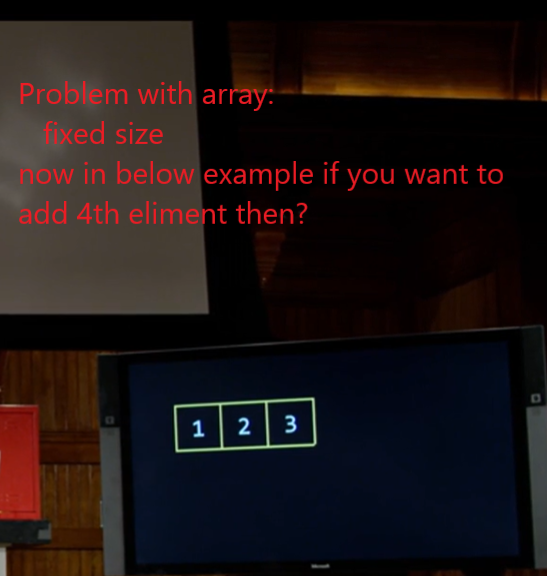 Problem with array:
fixed size
now in below example if you want to
add 4th eliment then?
1 2 3